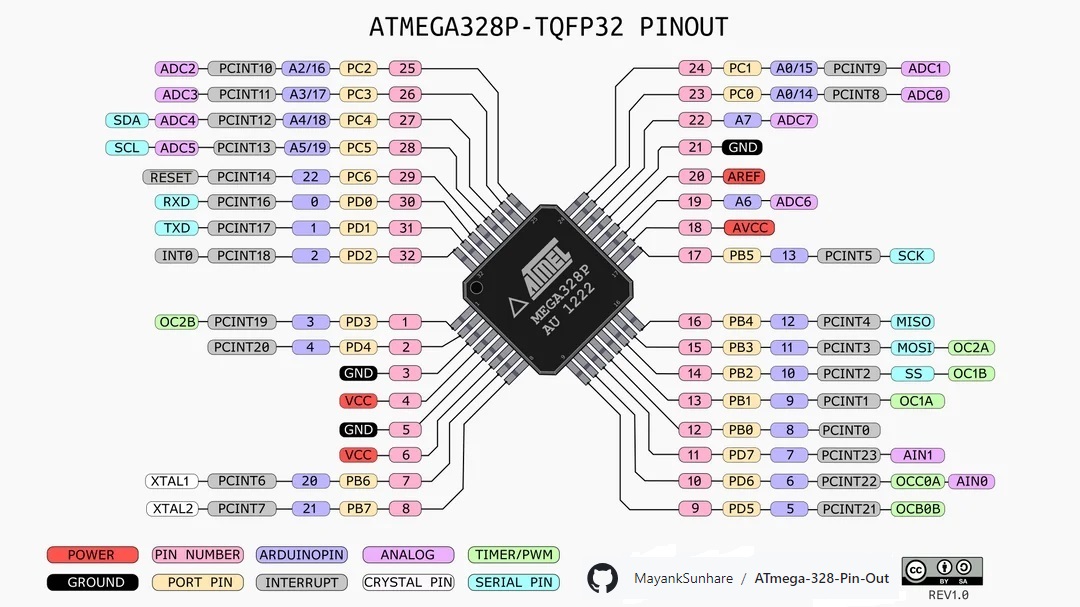 ATMEGA328P-TQFP32 PINOUT
ADC2 PCINT10 A2/16 PC2 25
ADC3 PCINT11 A3/17 PC3 26
SDA ADC4 PCINT12 A4/18 PC4 27
SCL ADC5 PCINT13 A5/19 PC5 28
RESET PCINT14 22 PC6 29
RXD PCINT16 0 PD0 30
TXD PCINT17 1 PD1 31
INT0 PCINT18 2 PD2 32
OC2B PCINT19 3 PD3 1
PCINT20 4 PD4 2
GND 3
VCC 4
GND 5
VCC 6
XTAL1 PCINT6 20 PB6 7
XTAL2 PCINT7 21 PB7 8
ATMEL
MEGA328P
AU 1222
24 PC1 A0/15 PCINT9 ADC1
23 PC0 A0/14 PCINT8 ADC0
22 A7 ADC7
21 GND
20 AREF
19 A6 ADC6
18 AVCC
17 PB5 13 PCINT5 SCK
16 PB4 12 PCINT4 MISO
15 PB3 11 PCINT3 MOSI OC2A
14 PB2 10 PCINT2 SS OC1B
13 PB1 9 PCINT1 OC1A
12 PB0 8 PCINT0
11 PD7 7 PCINT23 AIN1
10 PD6 6 PCINT22 OCC0A AIN0
9 PD5 5 PCINT21 OCB0B
POWER PIN NUMBER ARDUINOPIN ANALOG TIMER/PWM
GROUND PORT PIN INTERRUPT CRYSTAL PIN SERIAL PIN
MayankSunhare / ATmega-328-Pin-Out
cc BY SA
REV1.0